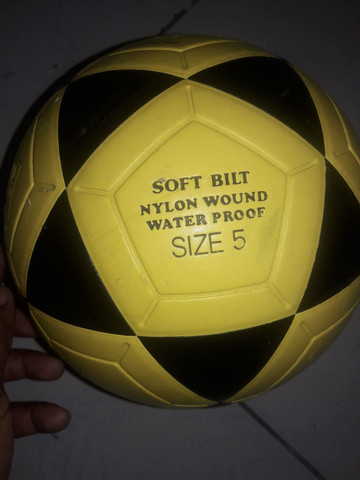 SOFT BILT
NYLON WOUND
WATER PROOF
SIZE 5